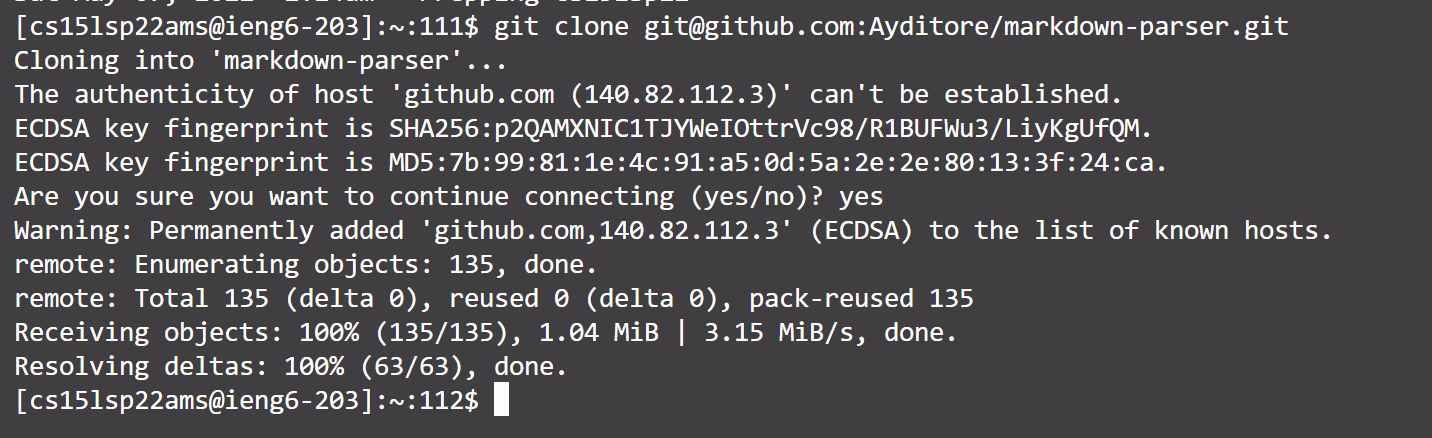 [cs15lsp22ams@ieng6-203]:~:111$ git clone git@github.com:Ayditore/markdown-parser.git
Cloning into 'markdown-parser'...
The authenticity of host 'github.com (140.82.112.3)' can't be established.
ECDSA key fingerprint is SHA256:p2QAMXNIC1TJYWeIOttrVc98/R1BUFWu3/LiyKgUfQM.
ECDSA key fingerprint is MD5:7b:99:81:1e:4c:91:a5:0d:5a:2e:2e:80:13:3f:24:ca.
Are you sure you want to continue connecting (yes/no)? yes
Warning: Permanently added 'github.com,140.82.112.3' (ECDSA) to the list of known hosts.
remote: Enumerating objects: 135, done.
remote: Total 135 (delta 0), reused 0 (delta 0), pack-reused 135
Receiving objects: 100% (135/135), 1.04 MiB | 3.15 MiB/s, done.
Resolving deltas: 100% (63/63), done.
[cs15lsp22ams@ieng6-203]:~:112$